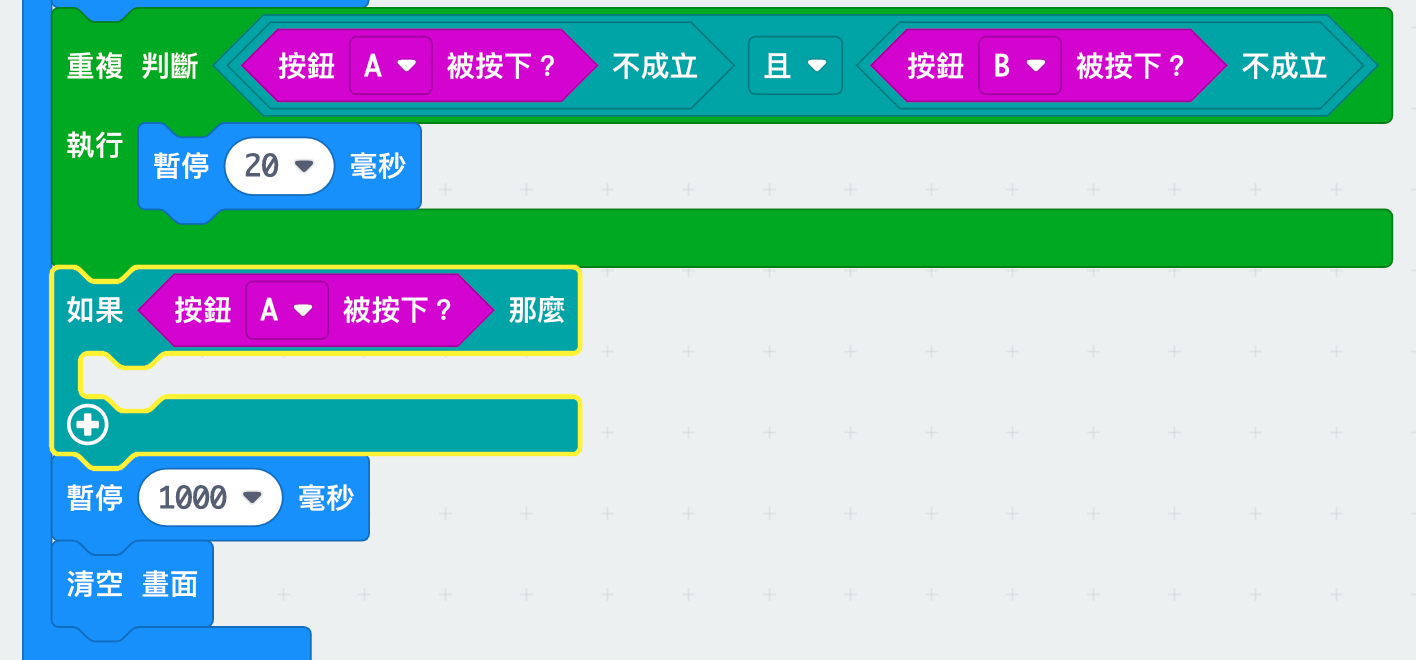 重複 判斷 按鈕 A 被按下？ 不成立 且 按鈕 B 被按下？ 不成立
執行 暫停 20 毫秒
如果 按鈕 A 被按下？ 那麼
暫停 1000 毫秒
清空 畫面